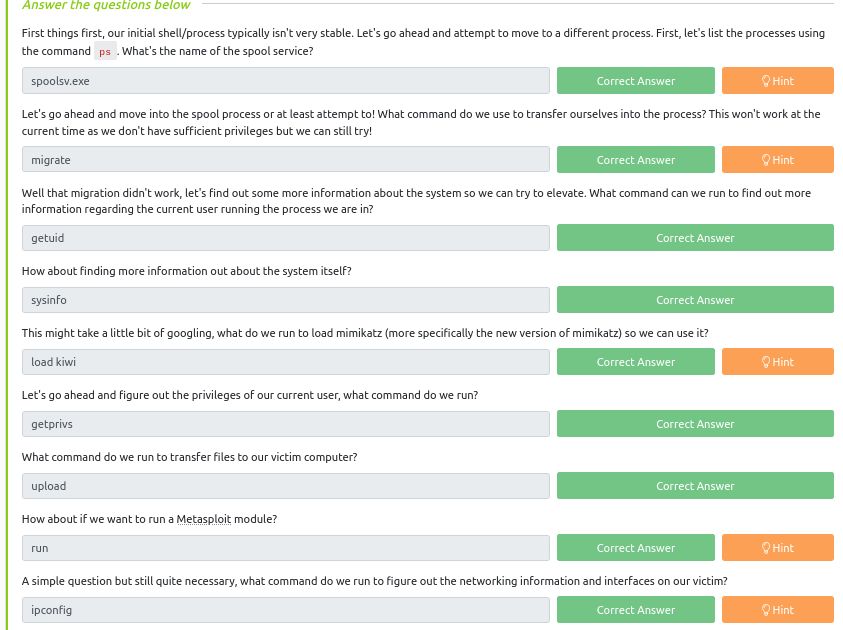 Answer the questions below
First things first, our initial shell/process typically isn't very stable. Let's go ahead and attempt to move to a different process. First, let's list the processes using
the command ps . What's the name of the spool service?
spoolsv.exe
Correct Answer
Hint
Let's go ahead and move into the spool process or at least attempt to! What command do we use to transfer ourselves into the process? This won't work at the
current time as we don't have sufficient privileges but we can still try!
migrate
Correct Answer
Hint
Well that migration didn't work, let's find out some more information about the system so we can try to elevate. What command can we run to find out more
information regarding the current user running the process we are in?
getuid
Correct Answer
How about finding more information out about the system itself?
sysinfo
Correct Answer
This might take a little bit of googling, what do we run to load mimikatz (more specifically the new version of mimikatz) so we can use it?
load kiwi
Correct Answer
Hint
Let's go ahead and figure out the privileges of our current user, what command do we run?
getprivs
Correct Answer
What command do we run to transfer files to our victim computer?
upload
Correct Answer
How about if we want to run a Metasploit module?
run
Correct Answer
Hint
A simple question but still quite necessary, what command do we run to figure out the networking information and interfaces on our victim?
ipconfig
Correct Answer
Hint